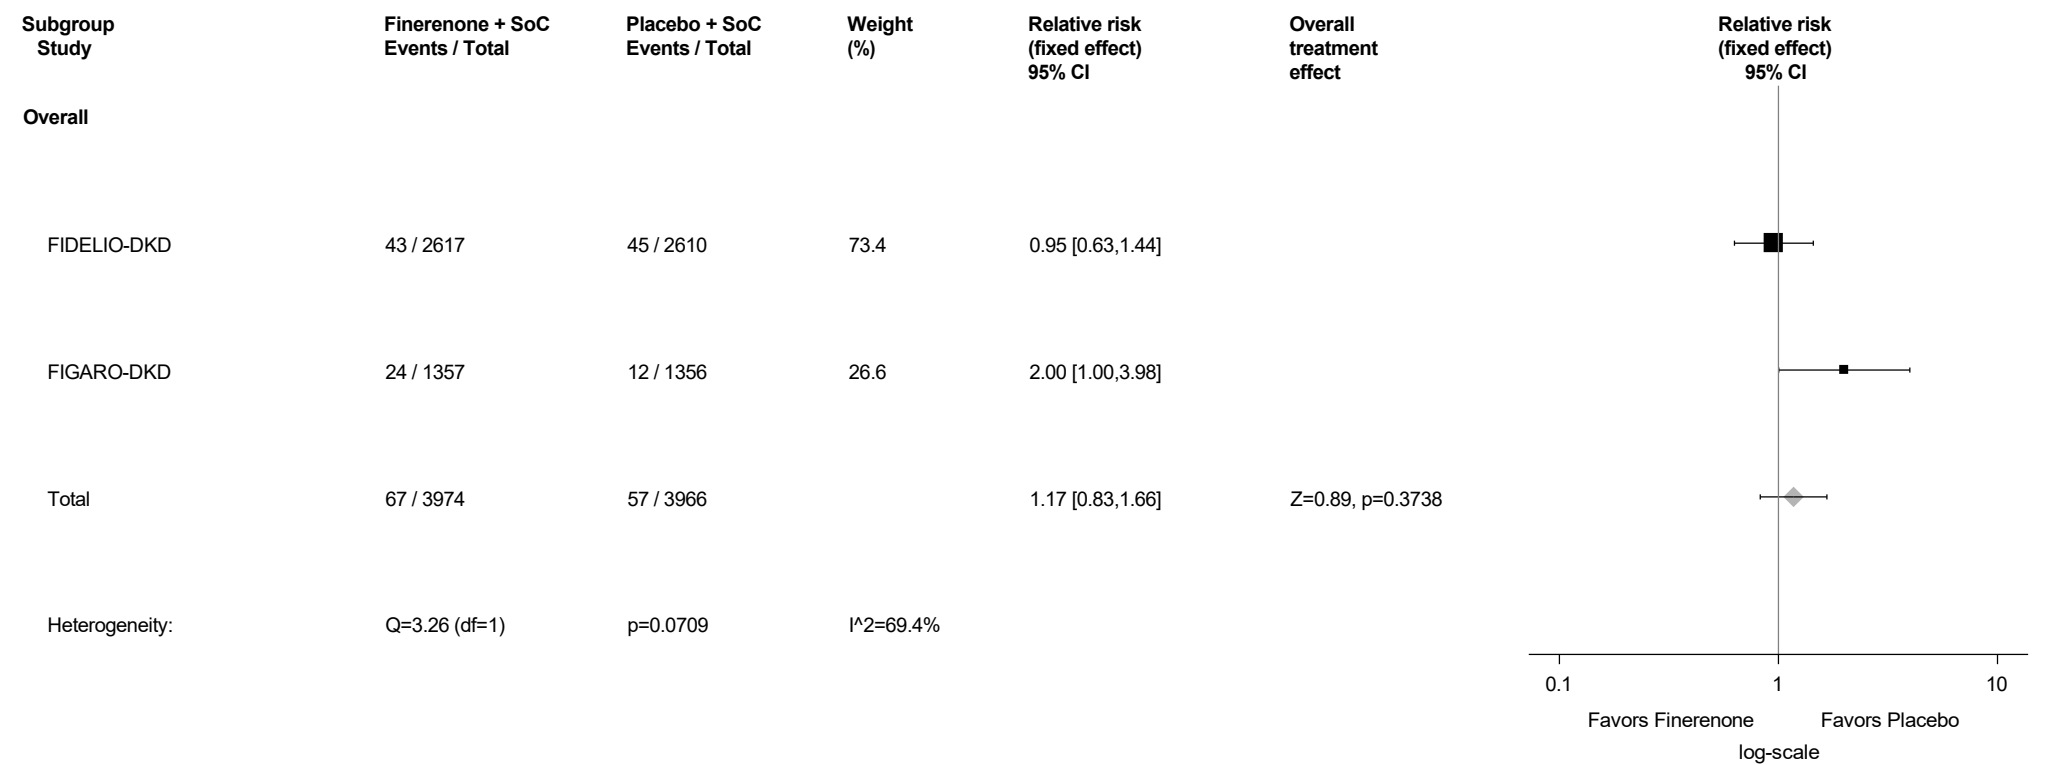 Subgroup Finerenone + SoC Placebo + SoC Weight Relative risk Overall Relative risk
Study Events / Total Events / Total (%) (fixed effect) treatment (fixed effect)
95% CI effect 95% CI
Overall
FIDELIO-DKD 43 / 2617 45 / 2610 73.4 0.95 [0.63,1.44]
FIGARO-DKD 24 / 1357 12 / 1356 26.6 2.00 [1.00,3.98]
Total 67 / 3974 57 / 3966 1.17 [0.83,1.66] Z=0.89, p=0.3738
Heterogeneity: Q=3.26 (df=1) p=0.0709 I^2=69.4%
0.1 1 10
Favors Finerenone Favors Placebo
log-scale